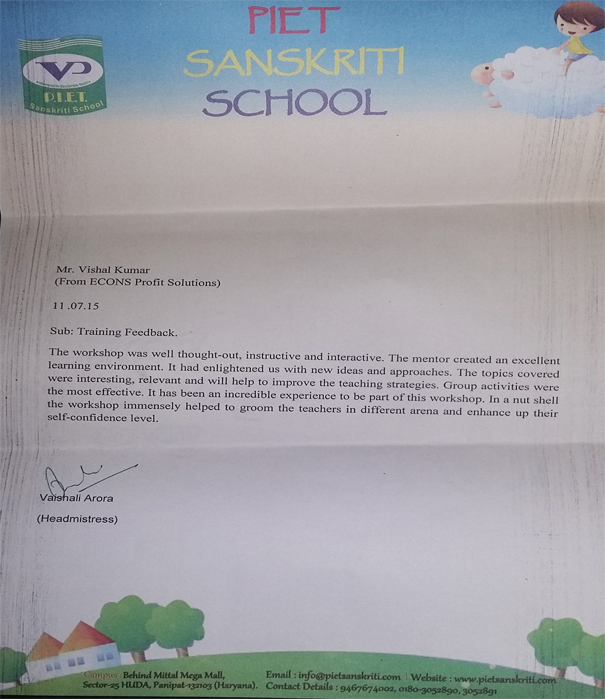 PIET
SANSKRITI
SCHOOL
VP
P.I.E.T.
Sanskriti School
Mr. Vishal Kumar
(From ECONS Profit Solutions)
11.07.15
Sub: Training Feedback.
The workshop was well thought-out, instructive and interactive. The mentor created an excellent
learning environment. It had enlightened us with new ideas and approaches. The topics covered
were interesting, relevant and will help to improve the teaching strategies. Group activities were
the most effective. It has been an incredible experience to be part of this workshop. In a nut shell
the workshop immensely helped to groom the teachers in different arena and enhance up their
self-confidence level.
Vaishali Arora
(Headmistress)
Campus: Behind Mittal Mega Mall,
Sector-25 HUDA, Panipat-132103 (Haryana).
Email : info@pietsanskriti.com | Website : www.pietsanskriti.com
Contact Details : 9467674002, 0180-3052890, 3052891